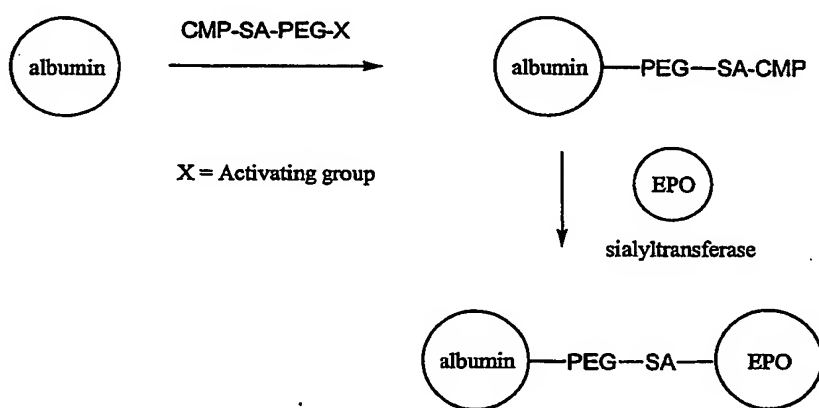 CMP-SA-PEG-X
albumin
albumin—PEG—SA-CMP
X = Activating group
EPO
sialyltransferase
albumin—PEG—SA—EPO